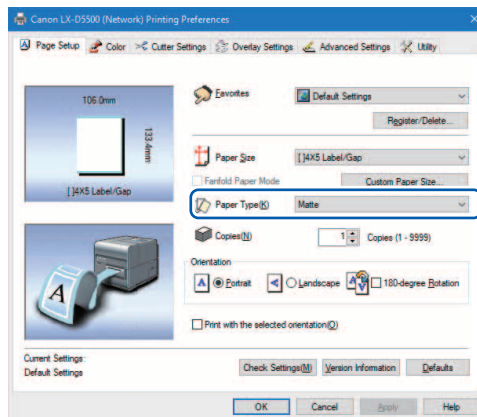 Canon LX-D5500 (Network) Printing Preferences
Page Setup Color Cutter Settings Overlay Settings Advanced Settings Utility
106.0mm
133.4mm
[ ]4X5 Label/Gap
Favorites Default Settings
Register/Delete...
Paper Size [ ]4X5 Label/Gap
Fanfold Paper Mode Custom Paper Size...
Paper Type(K) Matte
Copies(N) 1 Copies (1 - 9999)
Orientation
A Portrait A Landscape 180-degree Rotation
Print with the selected orientation(O)
A
Current Settings:
Default Settings
Check Settings(M) Version Information Defaults
OK Cancel Apply Help